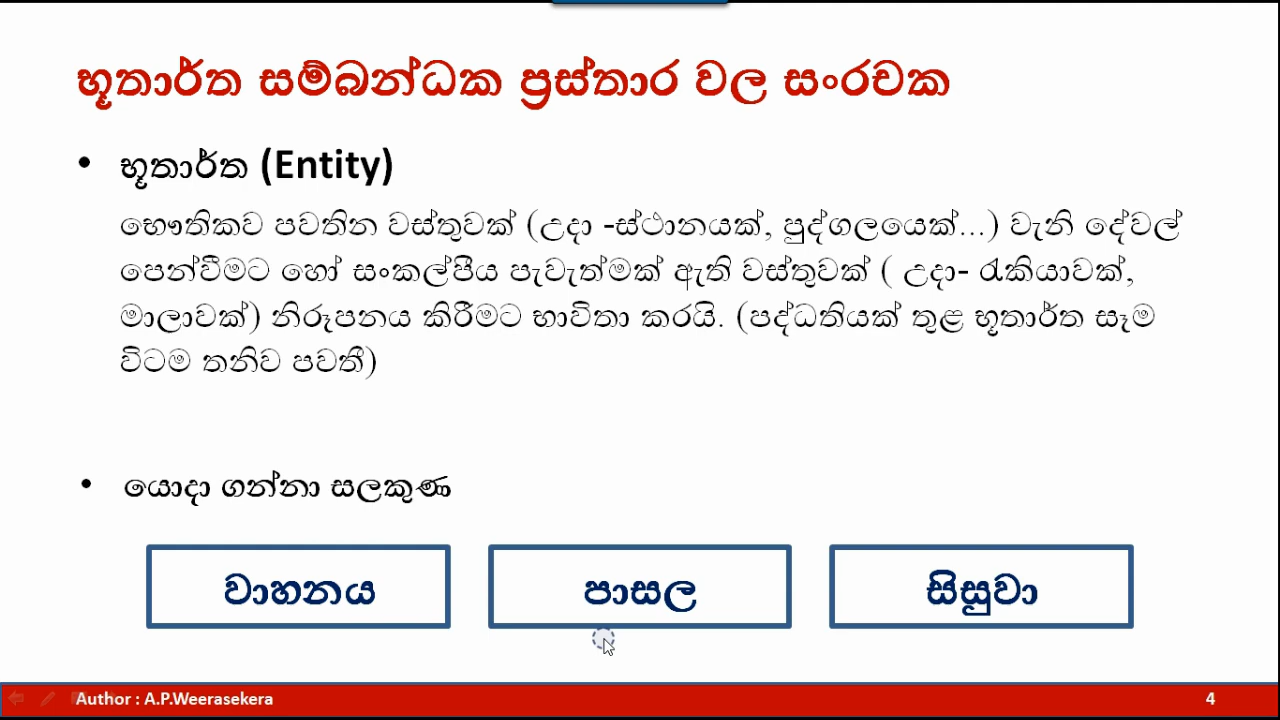 භූතාර්ත සම්බන්ධක ප්‍රස්තාර වල සංරචක
• භූතාර්ත (Entity)
භෞතිකව පවතින වස්තුවක් (උදා -ස්ථානයක්, පුද්ගලයෙක්...) වැනි දේවල්
පෙන්වීමට හෝ සංකල්පීය පැවැත්මක් ඇති වස්තුවක් ( උදා- රැකියාවක්,
මාලාවක්) නිරූපනය කිරීමට භාවිතා කරයි. (පද්ධතියක් තුළ භූතාර්ත සෑම
විටම තනිව පවතී)
• යොදා ගන්නා සලකුණ
වාහනය පාසල සිසුවා
Author : A.P.Weerasekera 4